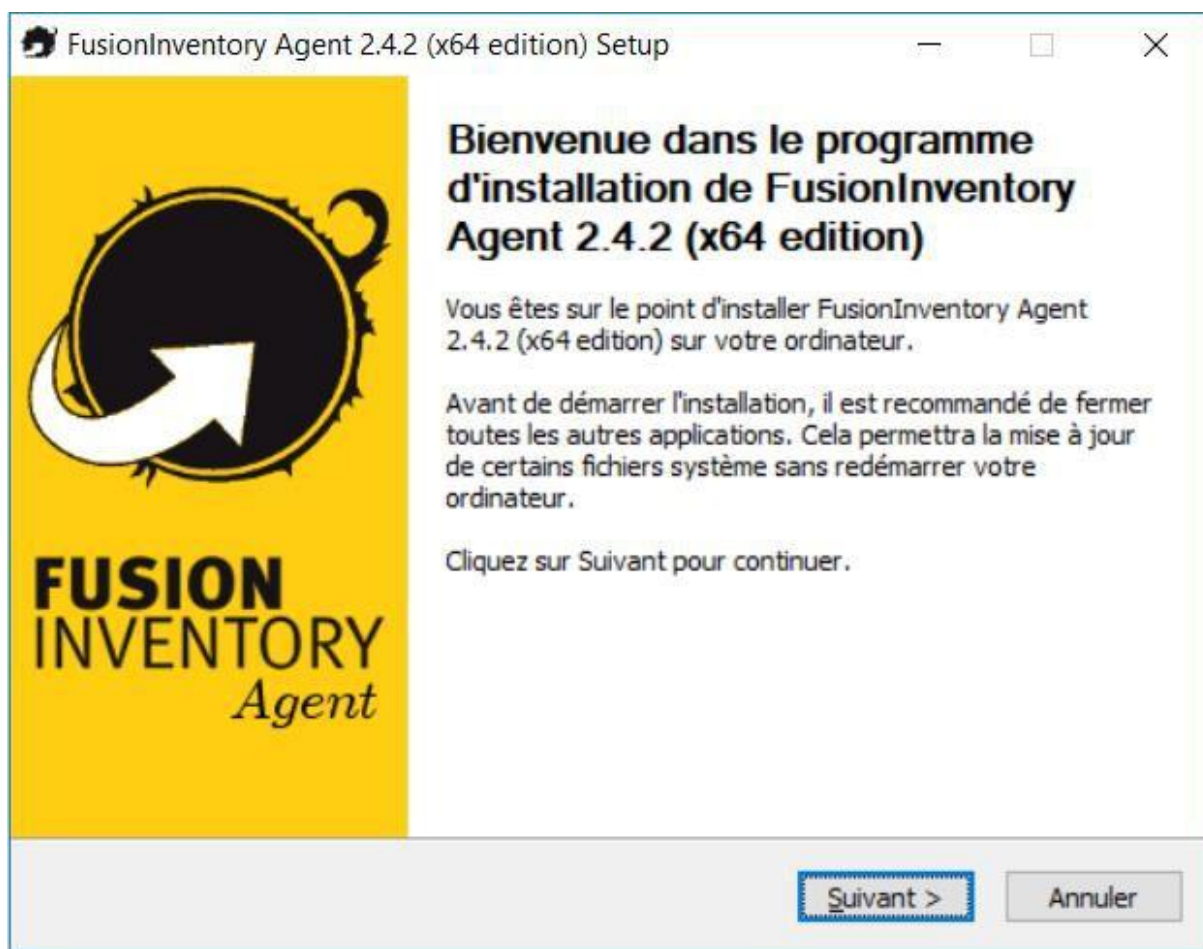 FusionInventory Agent 2.4.2 (x64 edition) Setup
Bienvenue dans le programme
d'installation de FusionInventory
Agent 2.4.2 (x64 edition)
Vous êtes sur le point d'installer FusionInventory Agent
2.4.2 (x64 edition) sur votre ordinateur.
Avant de démarrer l'installation, il est recommandé de fermer
toutes les autres applications. Cela permettra la mise à jour
de certains fichiers système sans redémarrer votre
ordinateur.
Cliquez sur Suivant pour continuer.
FUSION
INVENTORY
Agent
Suivant >
Annuler